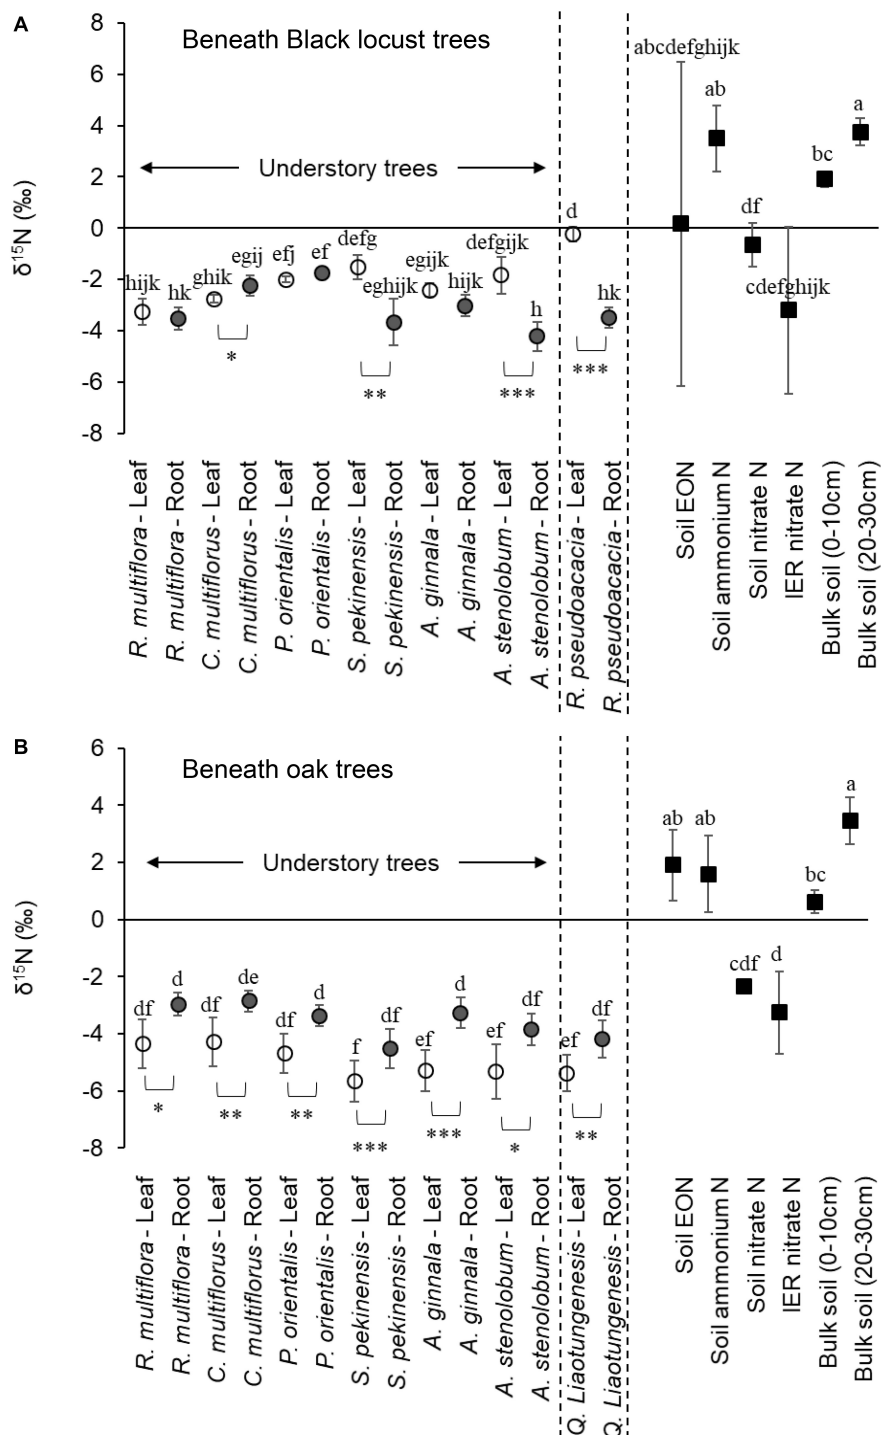 A
Beneath Black locust trees
δ¹⁵N (‰)
8
6
4
2
0
-2
-4
-6
-8
Understory trees
hijk
hk
ghik
egij
efj
ef
defg
eghijk
egijk
hijk
defgijk
h
d
hk
abcdefghijk
ab
df
cdefghijk
bc
a
*
**
***
***
R. multiflora - Leaf
R. multiflora - Root
C. multiflorus - Leaf
C. multiflorus - Root
P. orientalis - Leaf
P. orientalis - Root
S. pekinensis - Leaf
S. pekinensis - Root
A. ginnala - Leaf
A. ginnala - Root
A. stenolobum - Leaf
A. stenolobum - Root
R. pseudoacacia - Leaf
R. pseudoacacia - Root
Soil EON
Soil ammonium N
Soil nitrate N
IER nitrate N
Bulk soil (0-10cm)
Bulk soil (20-30cm)
B
Beneath oak trees
δ¹⁵N (‰)
6
4
2
0
-2
-4
-6
-8
Understory trees
df
d
df
de
df
d
f
df
ef
d
ef
df
ef
df
ab
ab
cdf
d
bc
a
*
**
**
***
***
*
**
R. multiflora - Leaf
R. multiflora - Root
C. multiflorus - Leaf
C. multiflorus - Root
P. orientalis - Leaf
P. orientalis - Root
S. pekinensis - Leaf
S. pekinensis - Root
A. ginnala - Leaf
A. ginnala - Root
A. stenolobum - Leaf
A. stenolobum - Root
Q. Liaotungenesis - Leaf
Q. Liaotungenesis - Root
Soil EON
Soil ammonium N
Soil nitrate N
IER nitrate N
Bulk soil (0-10cm)
Bulk soil (20-30cm)